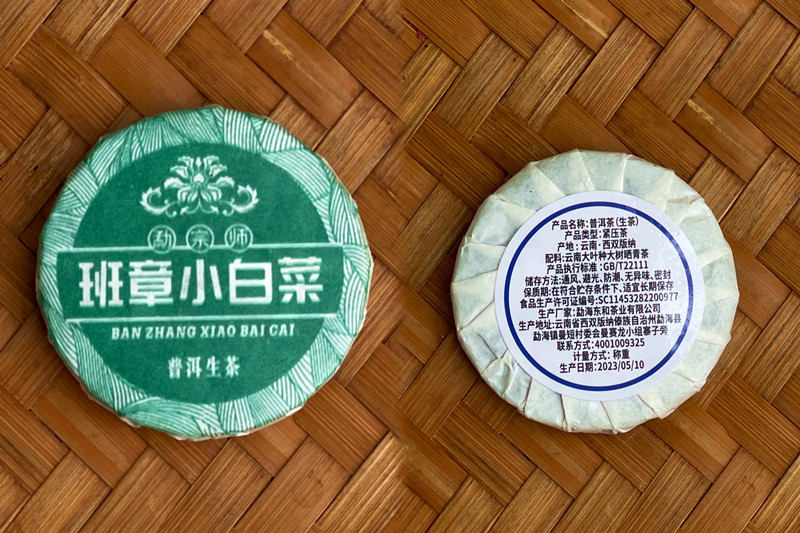 勐宗师
班章小白菜
BAN ZHANG XIAO BAI CAI
普洱生茶
产品名称:普洱茶(生茶)
产品类型:紧压茶
产地:云南·西双版纳
配料:云南大叶种大树晒青茶
产品执行标准:GB/T22111
储存方法:通风、避光、防潮、无异味、密封
保质期:在符合贮存条件下、适宜长期保存
食品生产许可证编号:SC11453282200977
生产厂家:勐海东和茶业有限公司
生产地址:云南省西双版纳傣族自治州勐海县
勐海镇曼短村委会曼赛龙小组寨子旁
联系方式:4001009325
计量方式:称重
生产日期:2023/05/10